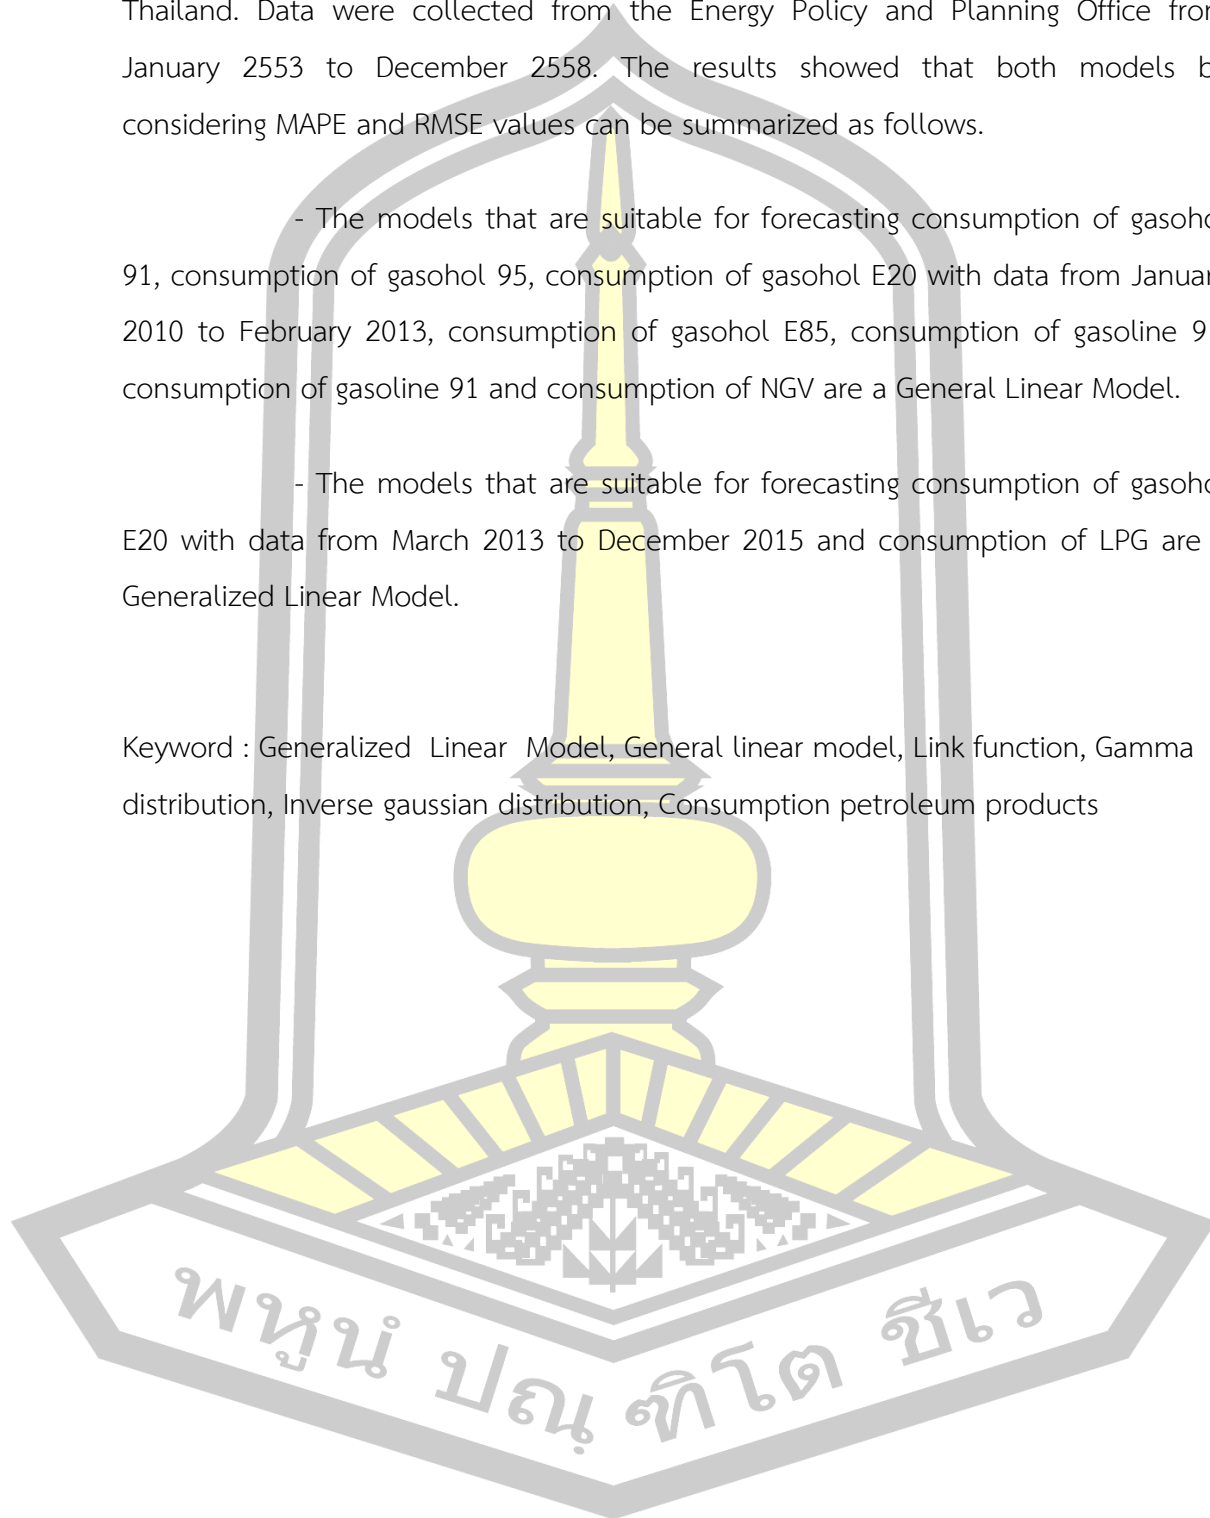 Thailand. Data were collected from the Energy Policy and Planning Office from
January 2553 to December 2558. The results showed that both models b
considering MAPE and RMSE values can be summarized as follows.
- The models that are suitable for forecasting consumption of gasoho
91, consumption of gasohol 95, consumption of gasohol E20 with data from Januar
2010 to February 2013, consumption of gasohol E85, consumption of gasoline 9
consumption of gasoline 91 and consumption of NGV are a General Linear Model.
- The models that are suitable for forecasting consumption of gasoho
E20 with data from March 2013 to December 2015 and consumption of LPG are
Generalized Linear Model.
Keyword : Generalized Linear Model, General linear model, Link function, Gamma
distribution, Inverse gaussian distribution, Consumption petroleum products
พหูนํ ปณฺ ฑิโต ชีเว